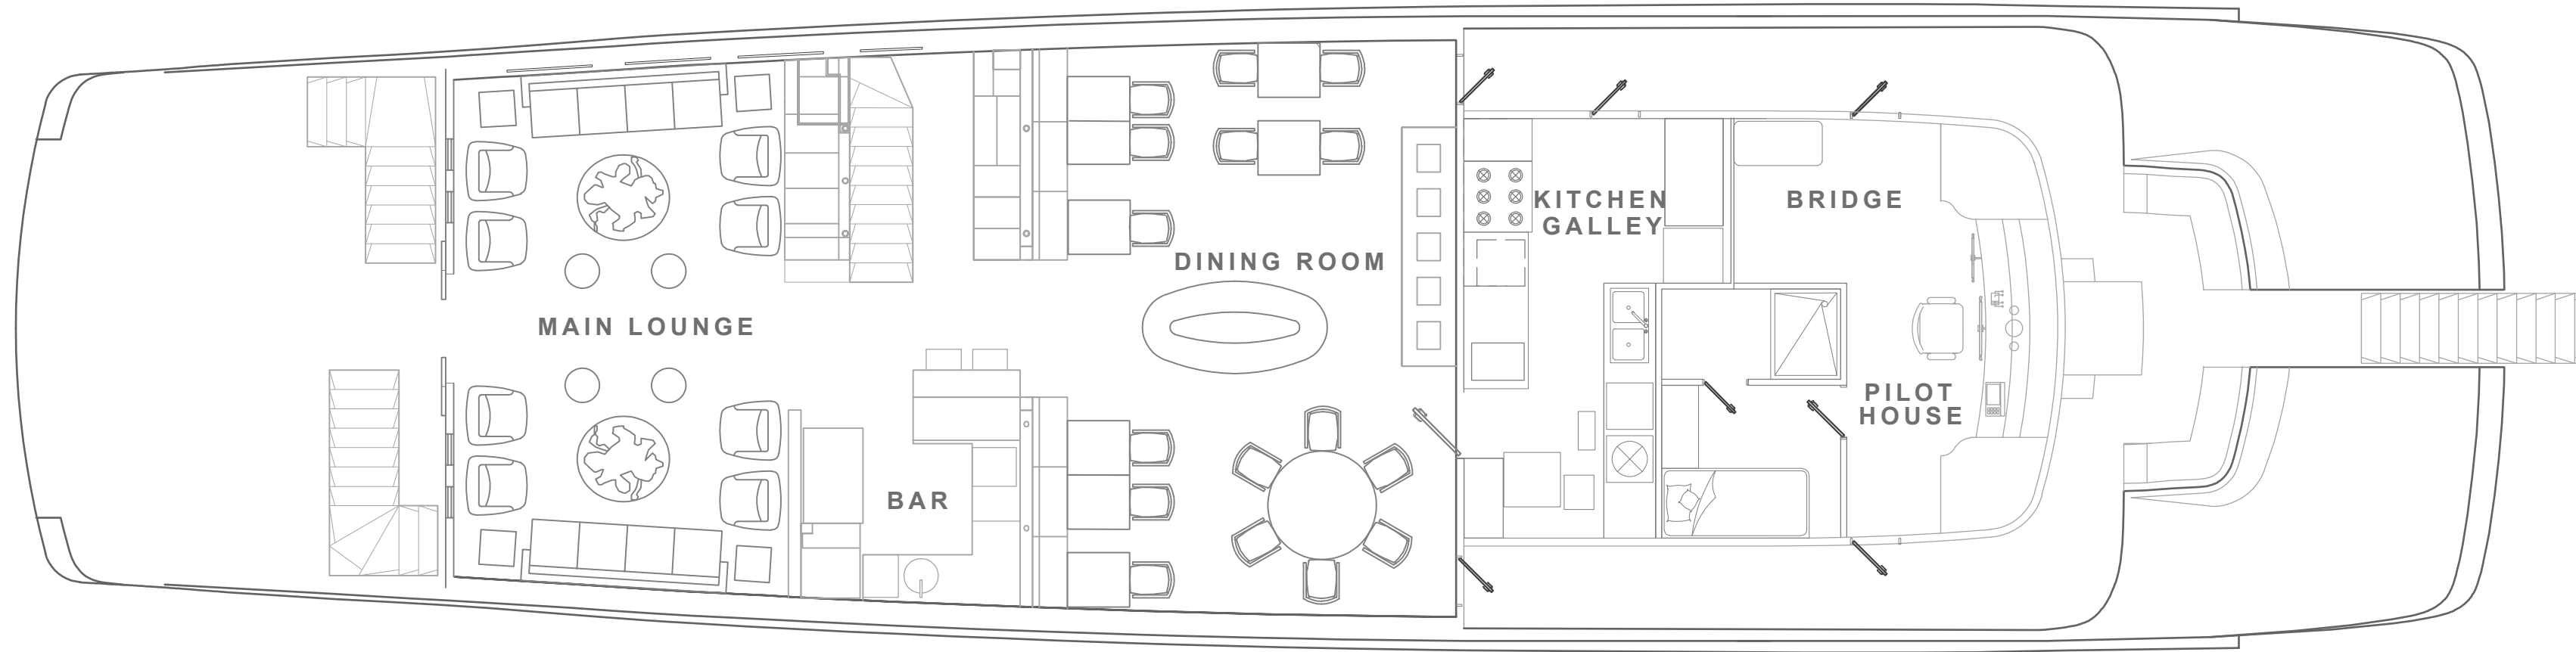 MAIN LOUNGE
BAR
DINING ROOM
KITCHEN
GALLEY
BRIDGE
PILOT
HOUSE